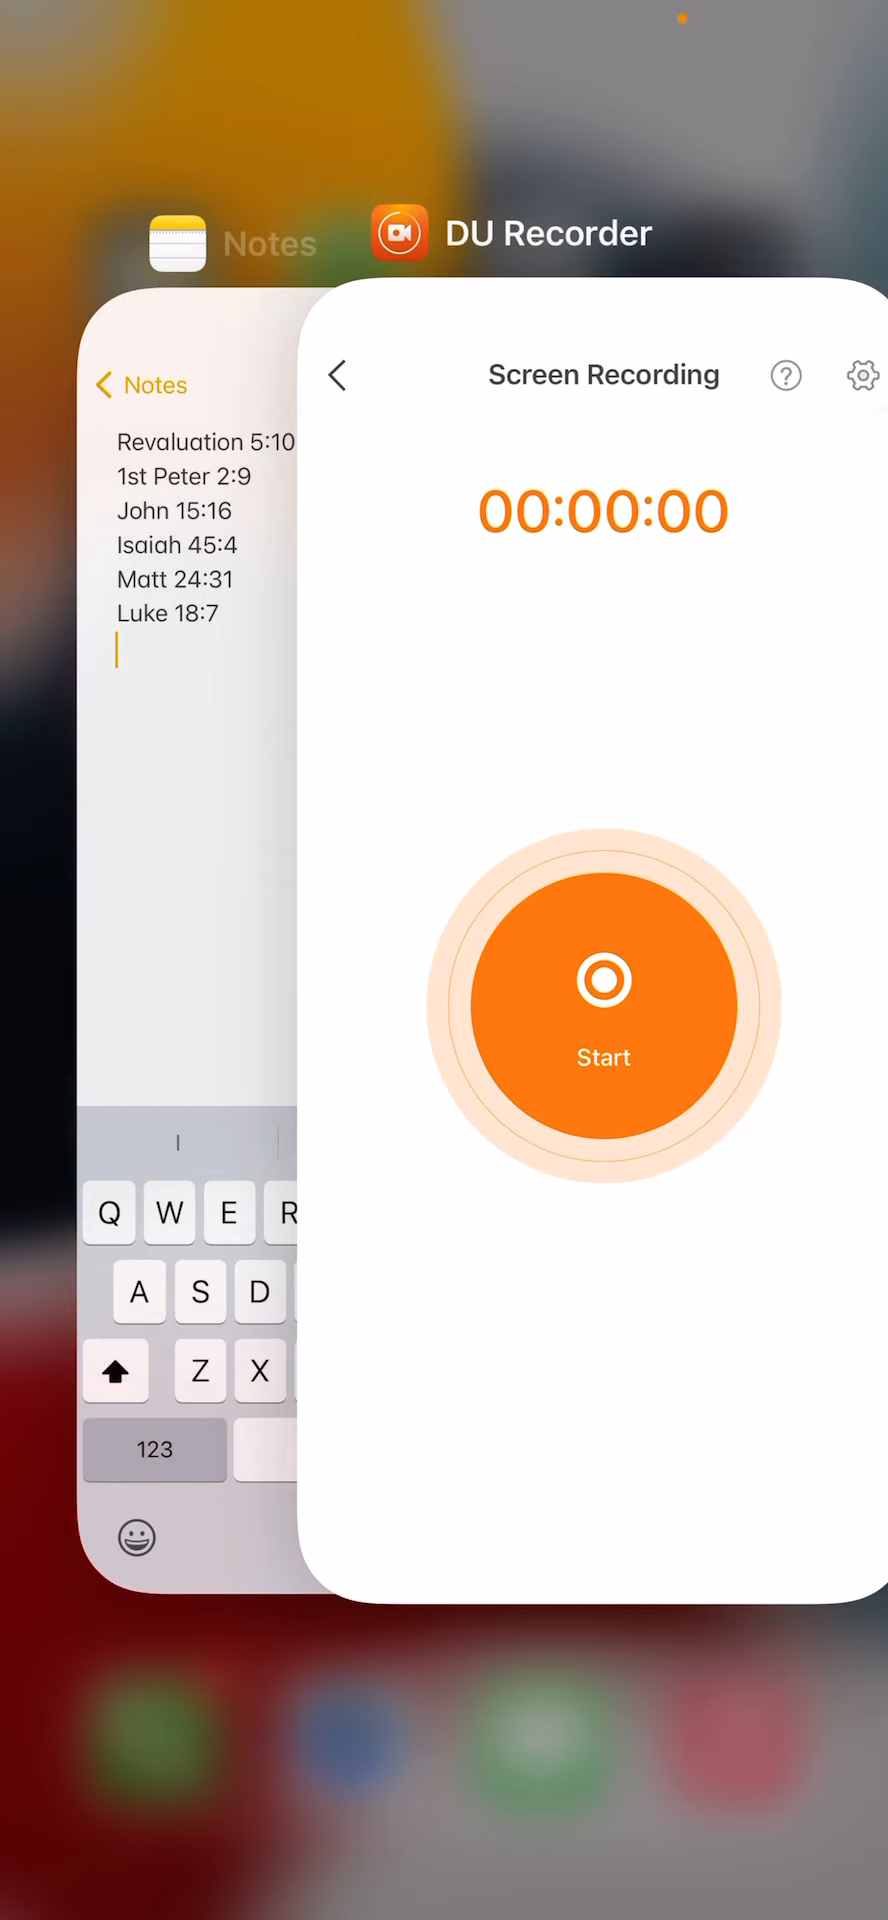 Notes
DU Recorder
Notes
Revaluation 5:10
1st Peter 2:9
John 15:16
Isaiah 45:4
Matt 24:31
Luke 18:7
Screen Recording
?
00:00:00
Start
I
Q W E R
A S D
Z X
123